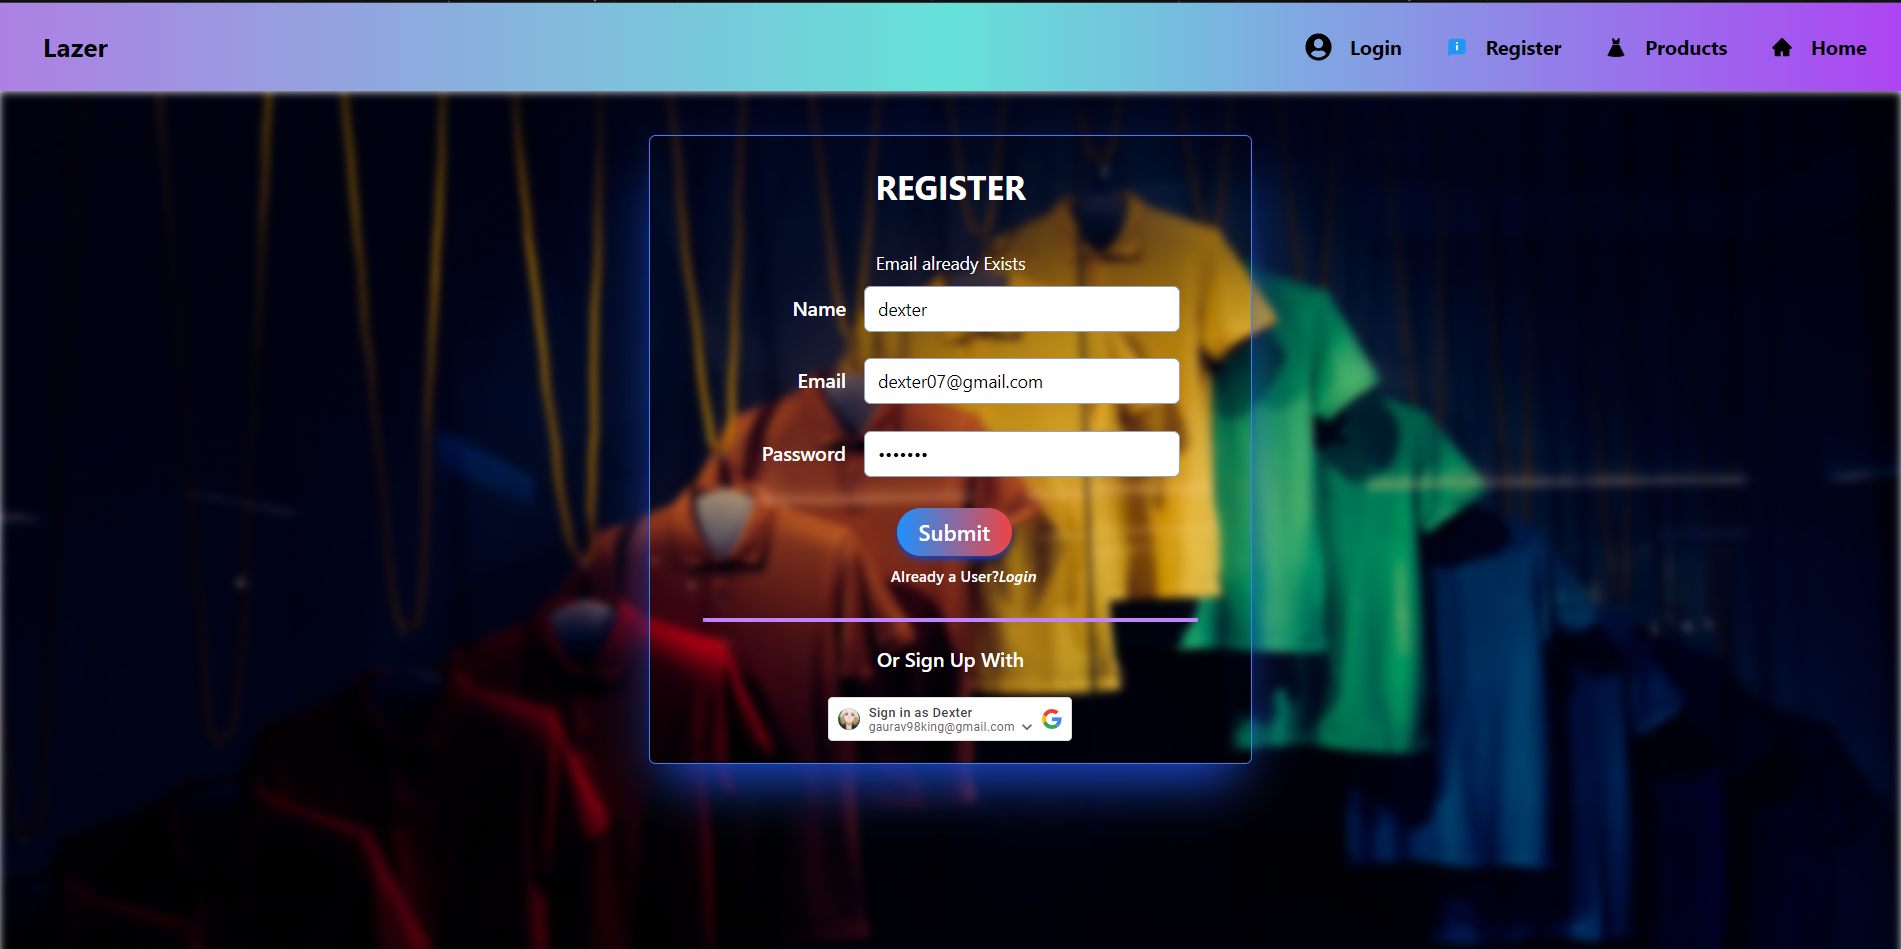 Lazer
Login
Register
Products
Home
REGISTER
Email already Exists
Name
dexter
Email
dexter07@gmail.com
Password
•••••••
Submit
Already a User?Login
Or Sign Up With
Sign in as Dexter
gaurav98king@gmail.com